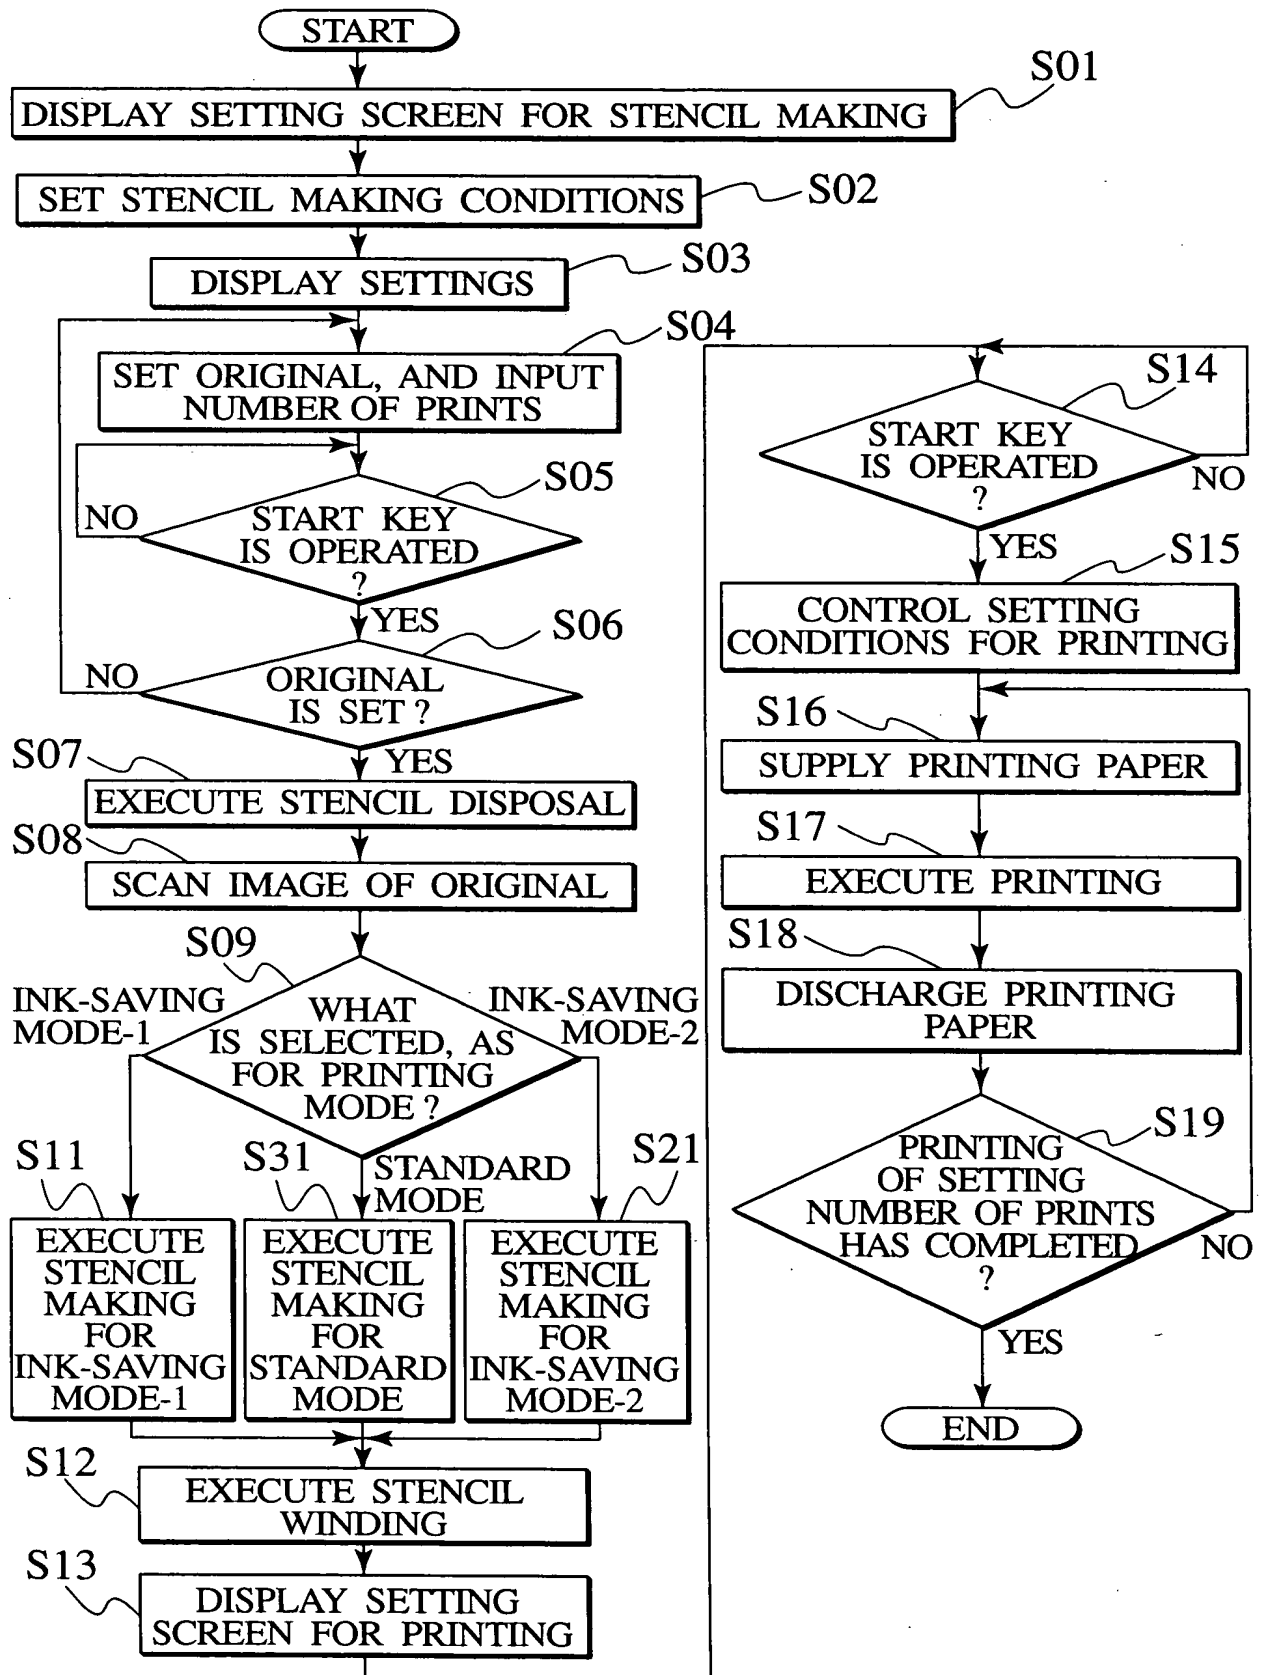 START
S01
DISPLAY SETTING SCREEN FOR STENCIL MAKING
S02
SET STENCIL MAKING CONDITIONS
S03
DISPLAY SETTINGS
S04
SET ORIGINAL, AND INPUT
NUMBER OF PRINTS
S05
NO
START KEY
IS OPERATED
?
YES
S06
NO
ORIGINAL
IS SET ?
YES
S07
EXECUTE STENCIL DISPOSAL
S08
SCAN IMAGE OF ORIGINAL
S09
INK-SAVING
MODE-1
WHAT
IS SELECTED, AS
FOR PRINTING
MODE ?
INK-SAVING
MODE-2
STANDARD
MODE
S11
EXECUTE
STENCIL
MAKING
FOR
INK-SAVING
MODE-1
S31
EXECUTE
STENCIL
MAKING
FOR
STANDARD
MODE
S21
EXECUTE
STENCIL
MAKING
FOR
INK-SAVING
MODE-2
S12
EXECUTE STENCIL
WINDING
S13
DISPLAY SETTING
SCREEN FOR PRINTING
S14
START KEY
IS OPERATED
?
NO
YES
S15
CONTROL SETTING
CONDITIONS FOR PRINTING
S16
SUPPLY PRINTING PAPER
S17
EXECUTE PRINTING
S18
DISCHARGE PRINTING
PAPER
S19
PRINTING
OF SETTING
NUMBER OF PRINTS
HAS COMPLETED
?
NO
YES
END